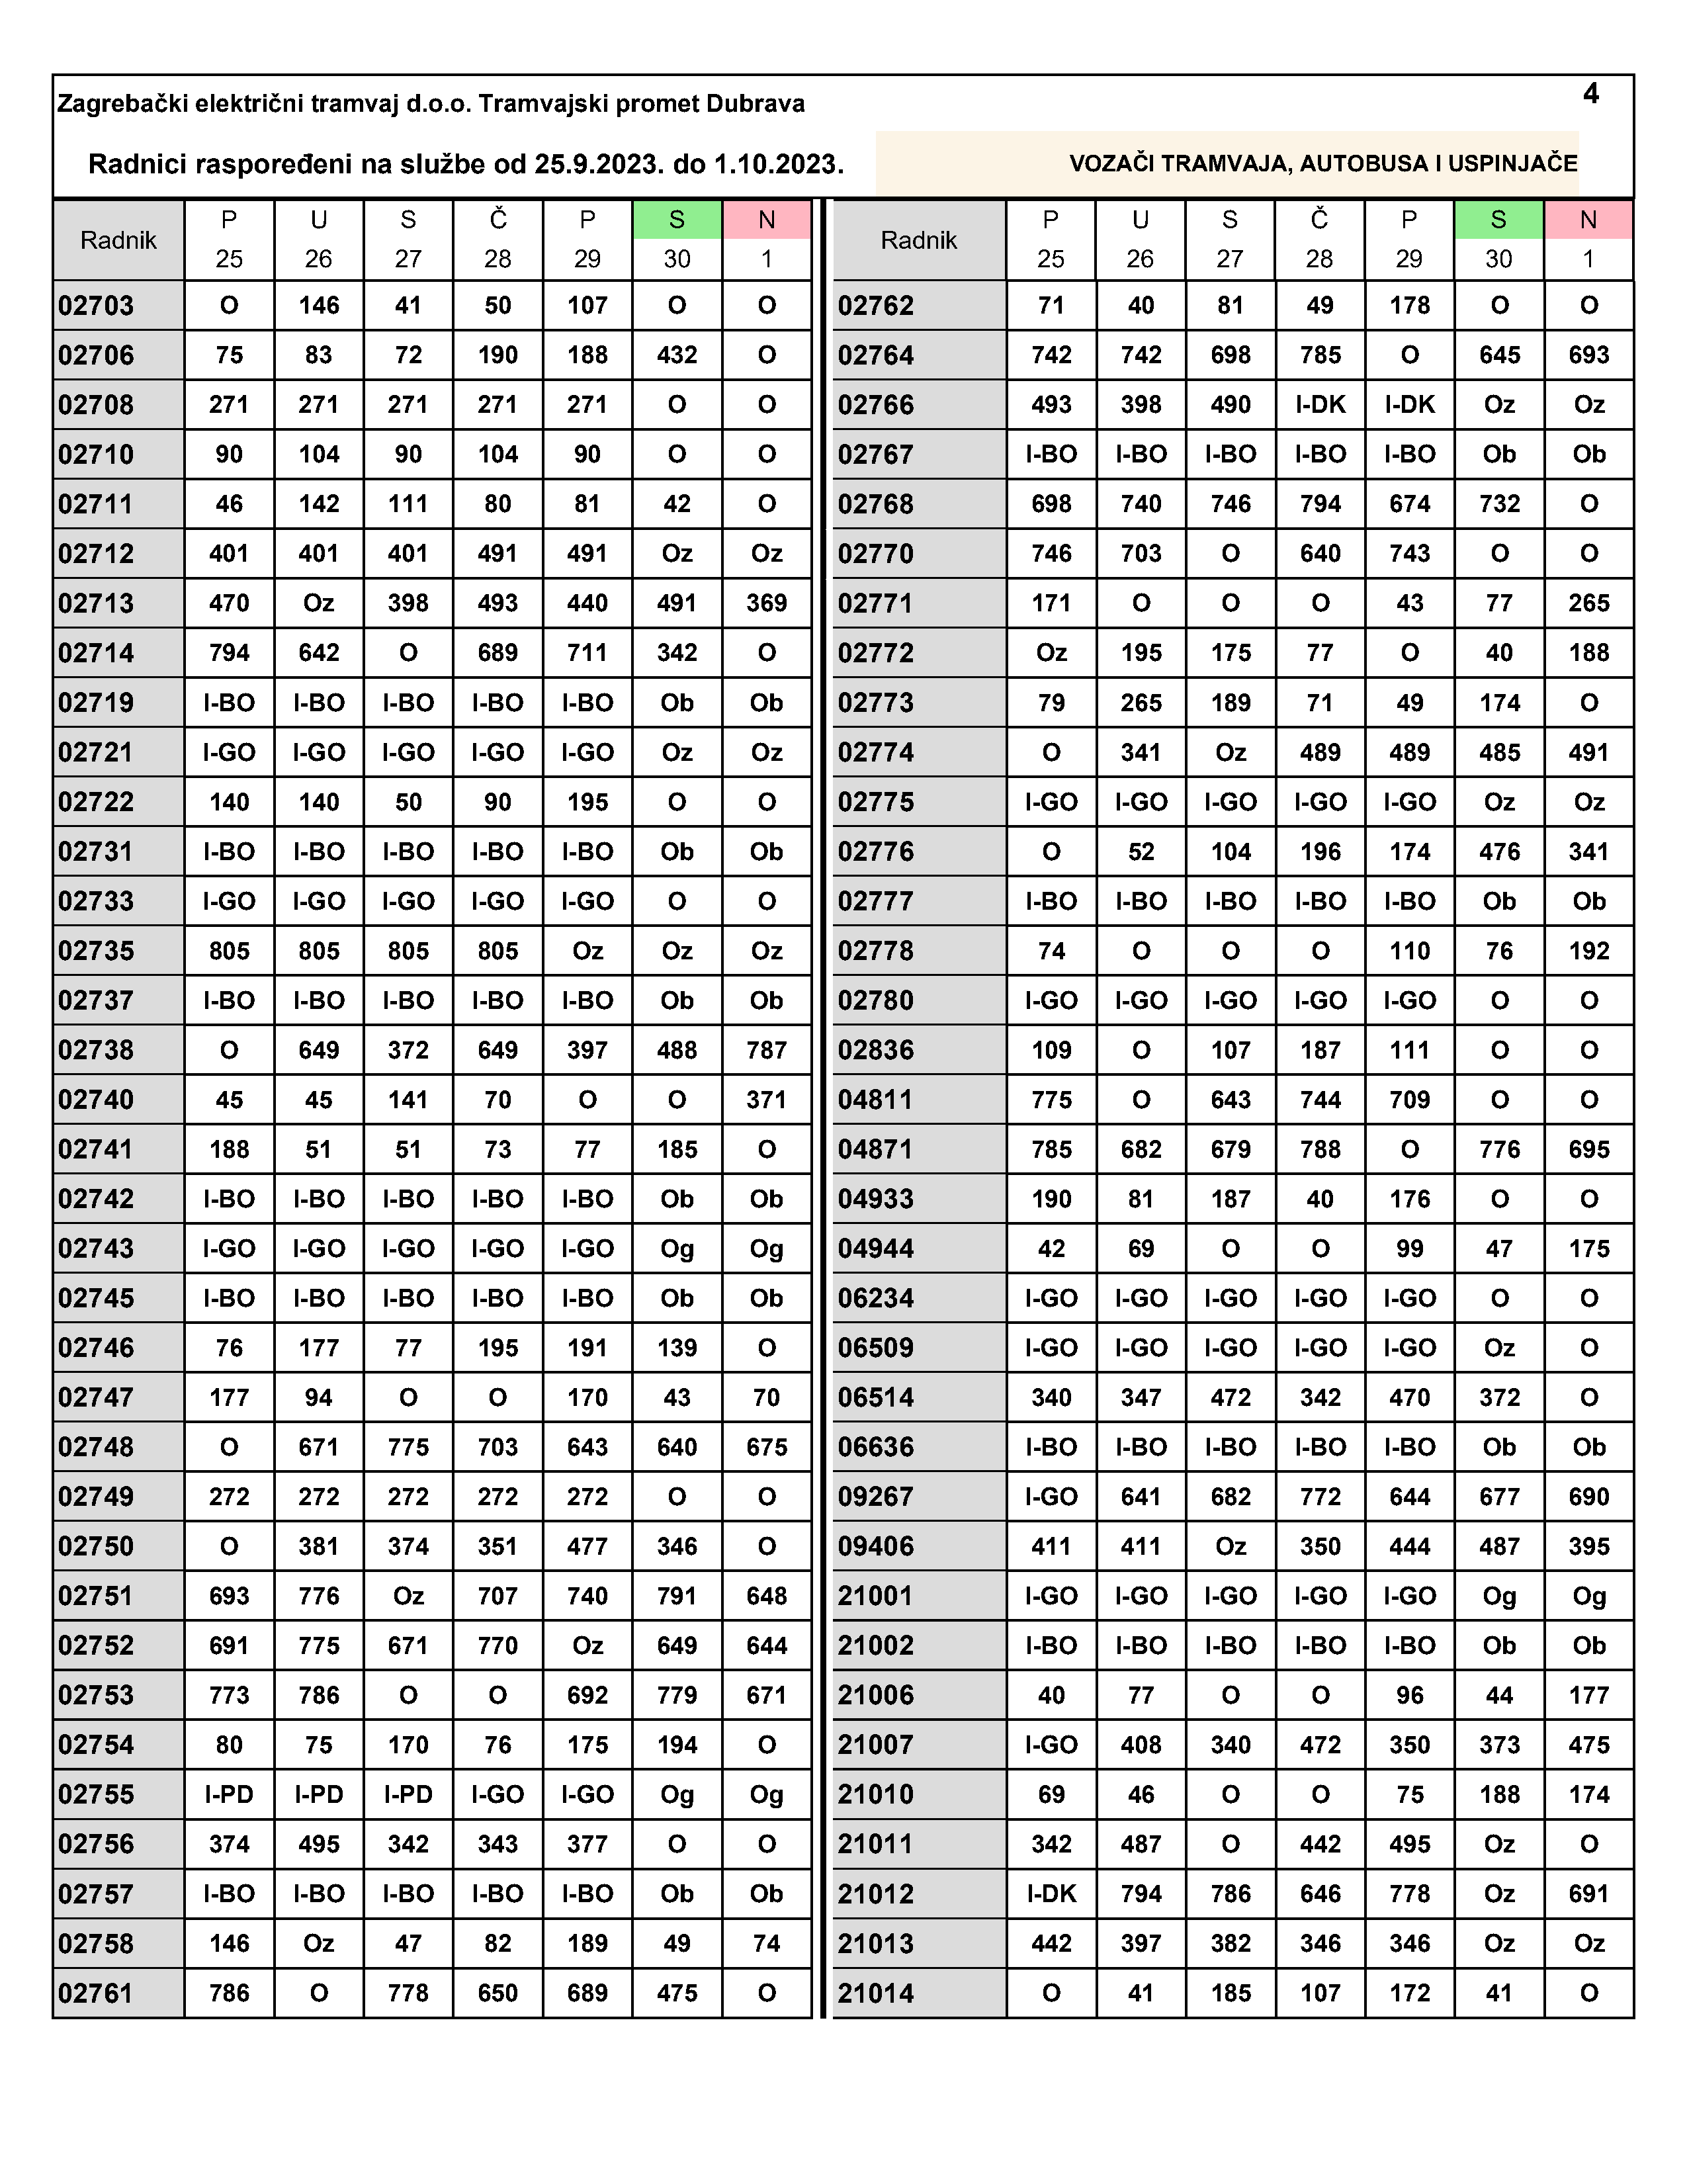 4
Zagrebački električni tramvaj d.o.o. Tramvajski promet Dubrava
Radnici raspoređeni na službe od 25.9.2023. do 1.10.2023. VOZAČI TRAMVAJA, AUTOBUSA I USPINJAČE
Radnik P U S Č P S N Radnik P U S Č P S N
25 26 27 28 29 30 1 25 26 27 28 29 30 1
02703 O 146 41 50 107 O O 02762 71 40 81 49 178 O O
02706 75 83 72 190 188 432 O 02764 742 742 698 785 O 645 693
02708 271 271 271 271 271 O O 02766 493 398 490 I-DK I-DK Oz Oz
02710 90 104 90 104 90 O O 02767 I-BO I-BO I-BO I-BO I-BO Ob Ob
02711 46 142 111 80 81 42 O 02768 698 740 746 794 674 732 O
02712 401 401 401 491 491 Oz Oz 02770 746 703 O 640 743 O O
02713 470 Oz 398 493 440 491 369 02771 171 O O O 43 77 265
02714 794 642 O 689 711 342 O 02772 Oz 195 175 77 O 40 188
02719 I-BO I-BO I-BO I-BO I-BO Ob Ob 02773 79 265 189 71 49 174 O
02721 I-GO I-GO I-GO I-GO I-GO Oz Oz 02774 O 341 Oz 489 489 485 491
02722 140 140 50 90 195 O O 02775 I-GO I-GO I-GO I-GO I-GO Oz Oz
02731 I-BO I-BO I-BO I-BO I-BO Ob Ob 02776 O 52 104 196 174 476 341
02733 I-GO I-GO I-GO I-GO I-GO O O 02777 I-BO I-BO I-BO I-BO I-BO Ob Ob
02735 805 805 805 805 Oz Oz Oz 02778 74 O O O 110 76 192
02737 I-BO I-BO I-BO I-BO I-BO Ob Ob 02780 I-GO I-GO I-GO I-GO I-GO O O
02738 O 649 372 649 397 488 787 02836 109 O 107 187 111 O O
02740 45 45 141 70 O O 371 04811 775 O 643 744 709 O O
02741 188 51 51 73 77 185 O 04871 785 682 679 788 O 776 695
02742 I-BO I-BO I-BO I-BO I-BO Ob Ob 04933 190 81 187 40 176 O O
02743 I-GO I-GO I-GO I-GO I-GO Og Og 04944 42 69 O O 99 47 175
02745 I-BO I-BO I-BO I-BO I-BO Ob Ob 06234 I-GO I-GO I-GO I-GO I-GO O O
02746 76 177 77 195 191 139 O 06509 I-GO I-GO I-GO I-GO I-GO Oz O
02747 177 94 O O 170 43 70 06514 340 347 472 342 470 372 O
02748 O 671 775 703 643 640 675 06636 I-BO I-BO I-BO I-BO I-BO Ob Ob
02749 272 272 272 272 272 O O 09267 I-GO 641 682 772 644 677 690
02750 O 381 374 351 477 346 O 09406 411 411 Oz 350 444 487 395
02751 693 776 Oz 707 740 791 648 21001 I-GO I-GO I-GO I-GO I-GO Og Og
02752 691 775 671 770 Oz 649 644 21002 I-BO I-BO I-BO I-BO I-BO Ob Ob
02753 773 786 O O 692 779 671 21006 40 77 O O 96 44 177
02754 80 75 170 76 175 194 O 21007 I-GO 408 340 472 350 373 475
02755 I-PD I-PD I-PD I-GO I-GO Og Og 21010 69 46 O O 75 188 174
02756 374 495 342 343 377 O O 21011 342 487 O 442 495 Oz O
02757 I-BO I-BO I-BO I-BO I-BO Ob Ob 21012 I-DK 794 786 646 778 Oz 691
02758 146 Oz 47 82 189 49 74 21013 442 397 382 346 346 Oz Oz
02761 786 O 778 650 689 475 O 21014 O 41 185 107 172 41 O